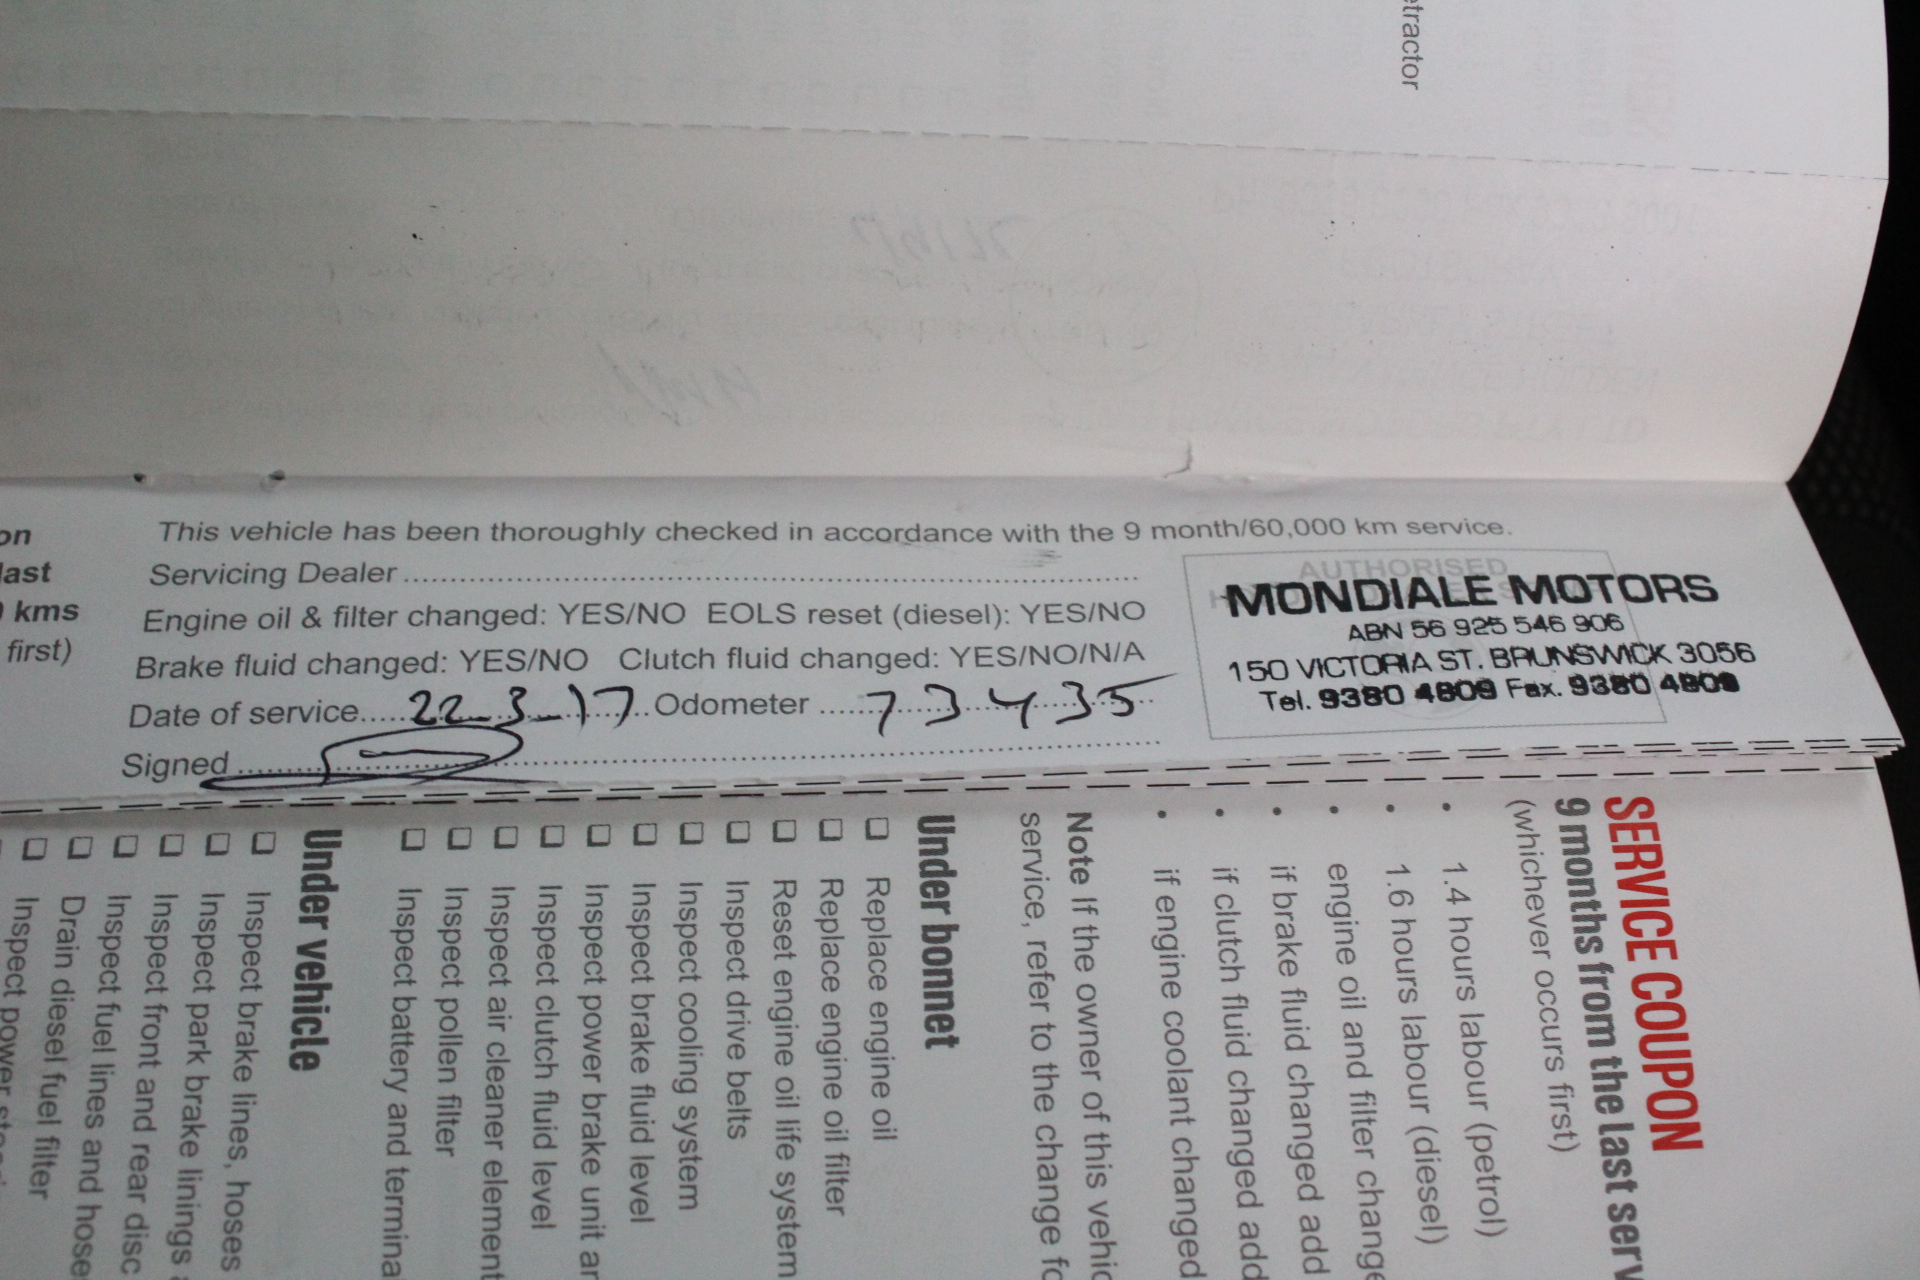 etractor
on
last
kms
first)
This vehicle has been thoroughly checked in accordance with the 9 month/60,000 km service.
Servicing Dealer
Engine oil & filter changed: YES/NO EOLS reset (diesel): YES/NO
Brake fluid changed: YES/NO Clutch fluid changed: YES/NO/N/A
Date of service 22-3-17 Odometer 73435
Signed
AUTHORISED
MONDIALE MOTORS
ABN 56 925 546 906
150 VICTORIA ST. BRUNSWICK 3056
Tel. 9380 4809 Fax. 9380 4809
SERVICE COUPON
9 months from the last serv
(whichever occurs first)
• 1.4 hours labour (petrol)
• 1.6 hours labour (diesel)
• engine oil and filter change
• if brake fluid changed add
• if clutch fluid changed add
• if engine coolant changed
Note If the owner of this vehic
service, refer to the change fo
Under bonnet
❑ Replace engine oil
❑ Replace engine oil filter
❑ Reset engine oil life system
❑ Inspect drive belts
❑ Inspect cooling system
❑ Inspect brake fluid level
❑ Inspect power brake unit an
❑ Inspect clutch fluid level
❑ Inspect air cleaner element
❑ Inspect pollen filter
❑ Inspect battery and termina
Under vehicle
❑ Inspect brake lines, hoses
❑ Inspect park brake linings
❑ Inspect front and rear disc
❑ Inspect fuel lines and hose
❑ Drain diesel fuel filter
❑ Inspect power